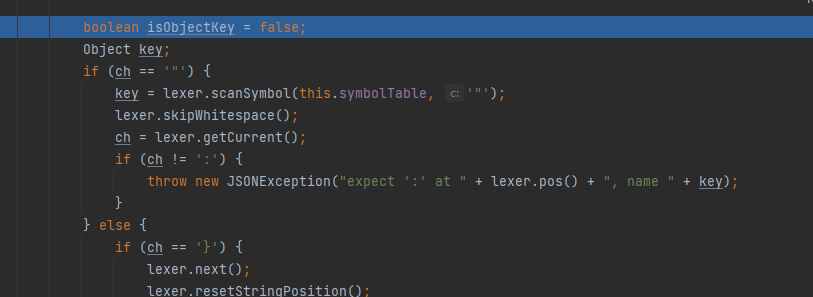 boolean isObjectKey = false;
Object key;
if (ch == '"') {
key = lexer.scanSymbol(this.symbolTable, c: '"');
lexer.skipWhitespace();
ch = lexer.getCurrent();
if (ch != ':') {
throw new JSONException("expect ':' at " + lexer.pos() + ", name " + key);
}
} else {
if (ch == '}') {
lexer.next();
lexer.resetStringPosition();